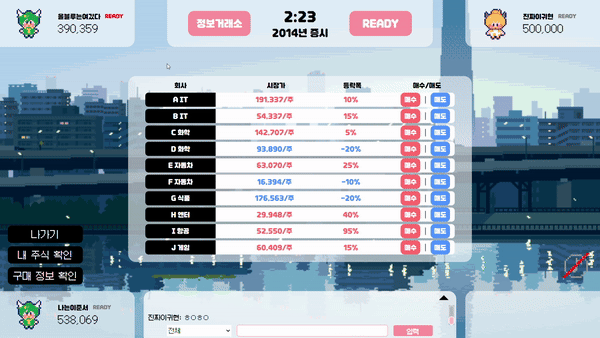 올블루는여깄다 READY
390,359
정보거래소
2:23
2014년 증시
READY
진짜이귀현 READY
500,000
회사 시장가 등락폭 매수/매도
A IT 191,337/주 10% 매수 | 매도
B IT 54,337/주 15% 매수 | 매도
C 화학 142,707/주 5% 매수 | 매도
D 화학 93,890/주 -20% 매수 | 매도
E 자동차 63,070/주 25% 매수 | 매도
F 자동차 16,394/주 -10% 매수 | 매도
G 식품 176,563/주 -20% 매수 | 매도
H 엔터 29,948/주 40% 매수 | 매도
I 항공 52,550/주 95% 매수 | 매도
J 게임 60,409/주 15% 매수 | 매도
나가기
내 주식 확인
구매 정보 확인
나는이준서 READY
538,069
진짜이귀현: ㅎㅇㅎㅇ
전체
입력